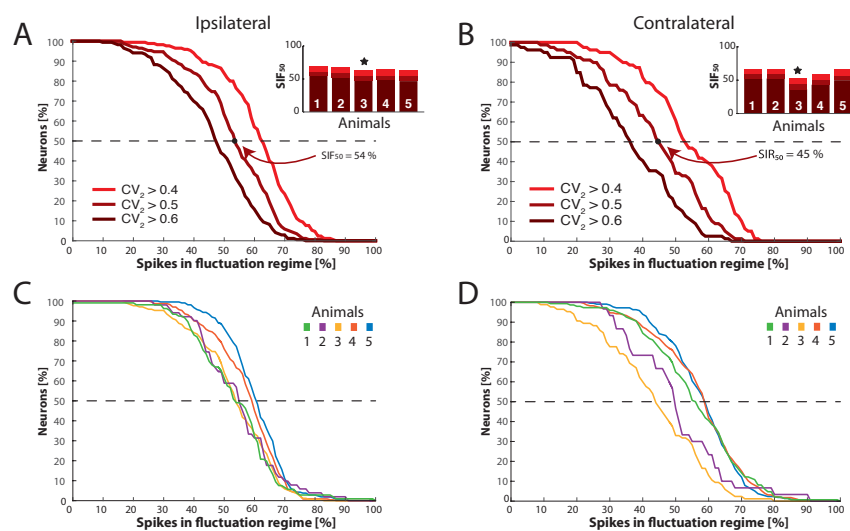 A
Ipsilateral
Neurons [%]
100
90
80
70
60
50
40
30
20
10
0
0 10 20 30 40 50 60 70 80 90 100
Spikes in fluctuation regime [%]
CV2 > 0.4
CV2 > 0.5
CV2 > 0.6
SIF50 = 54 %
SIF50
100
50
0
★
1 2 3 4 5
Animals
B
Contralateral
Neurons [%]
100
90
80
70
60
50
40
30
20
10
0
0 10 20 30 40 50 60 70 80 90 100
Spikes in fluctuation regime [%]
CV2 > 0.4
CV2 > 0.5
CV2 > 0.6
SIR50 = 45 %
SIF50
100
50
0
★
1 2 3 4 5
Animals
C
Neurons [%]
100
90
80
70
60
50
40
30
20
10
0
0 10 20 30 40 50 60 70 80 90 100
Spikes in fluctuation regime [%]
Animals
1 2 3 4 5
D
Neurons [%]
100
90
80
70
60
50
40
30
20
10
0
0 10 20 30 40 50 60 70 80 90 100
Spikes in fluctuation regime [%]
Animals
1 2 3 4 5